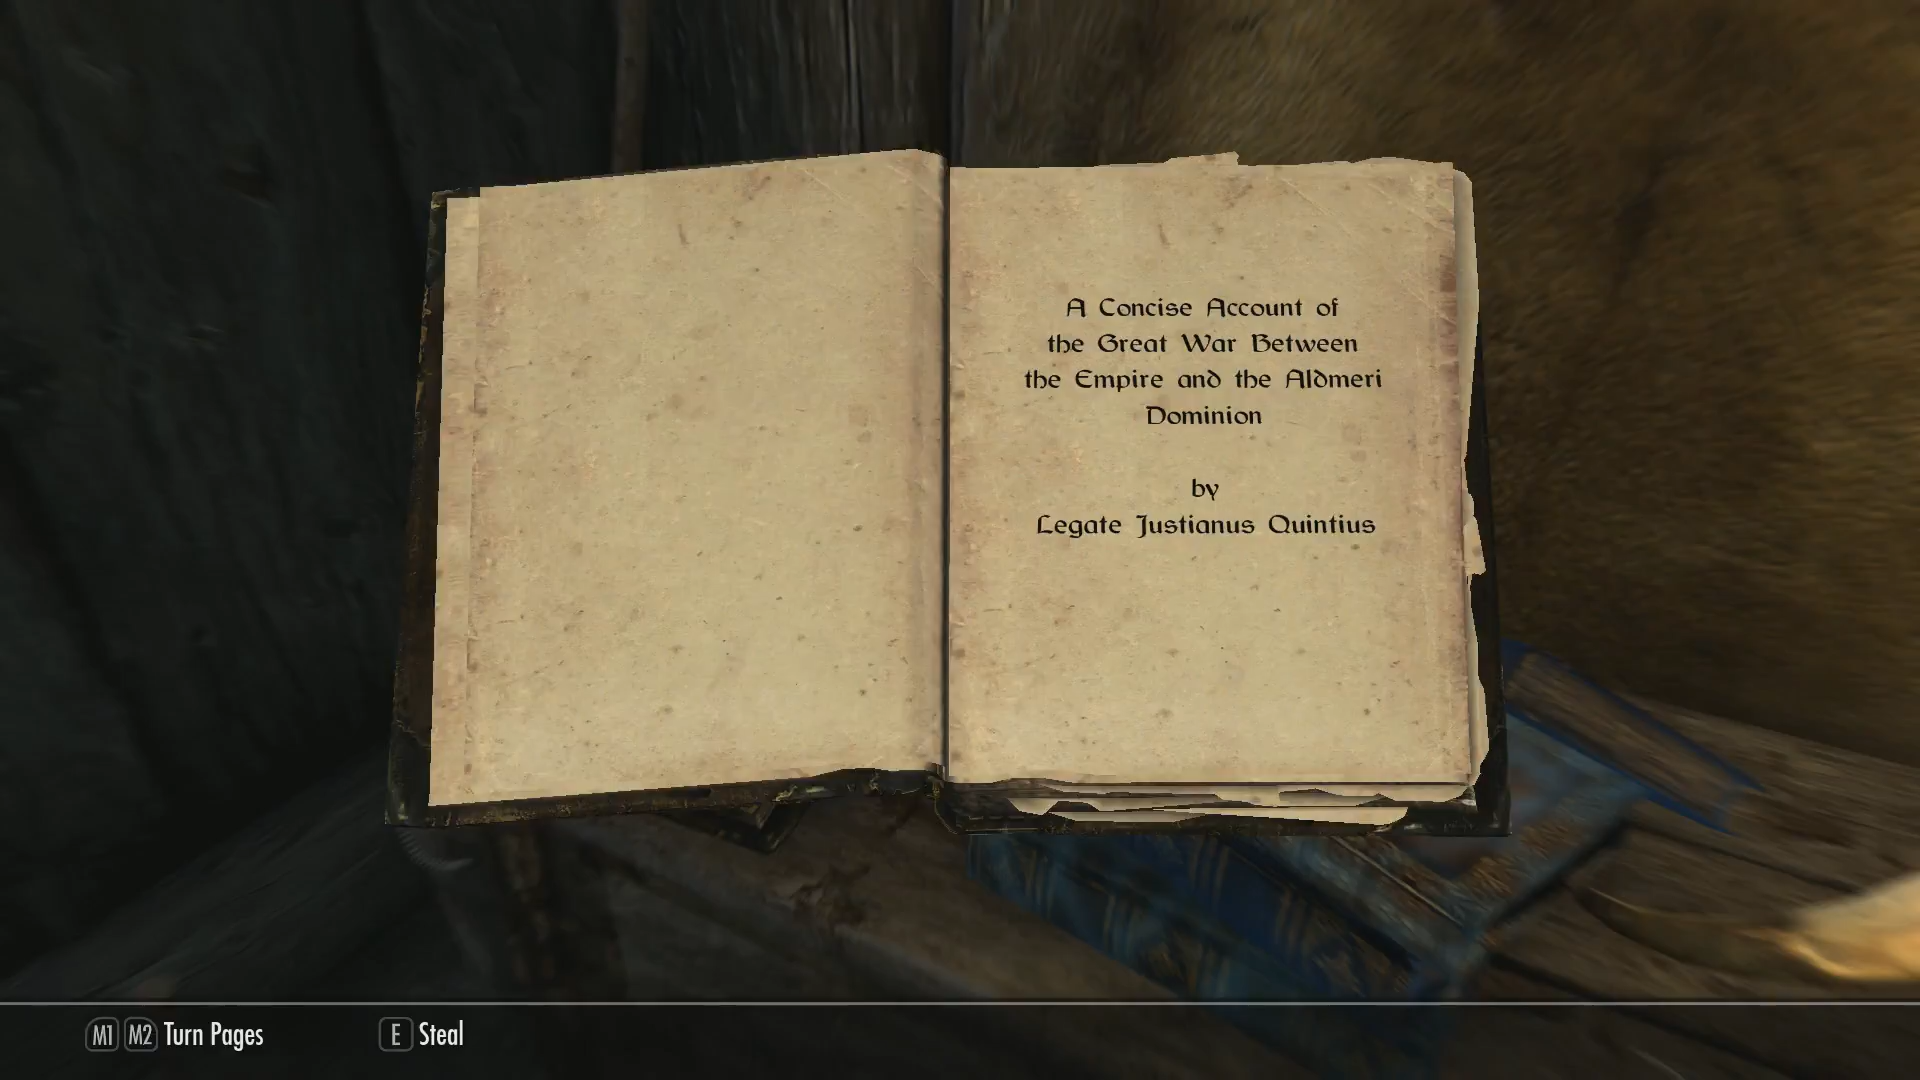 A Concise Account of
the Great War Between
the Empire and the Aldmeri
Dominion
by
Legate Justianus Quintius
M1 M2 Turn Pages
E Steal